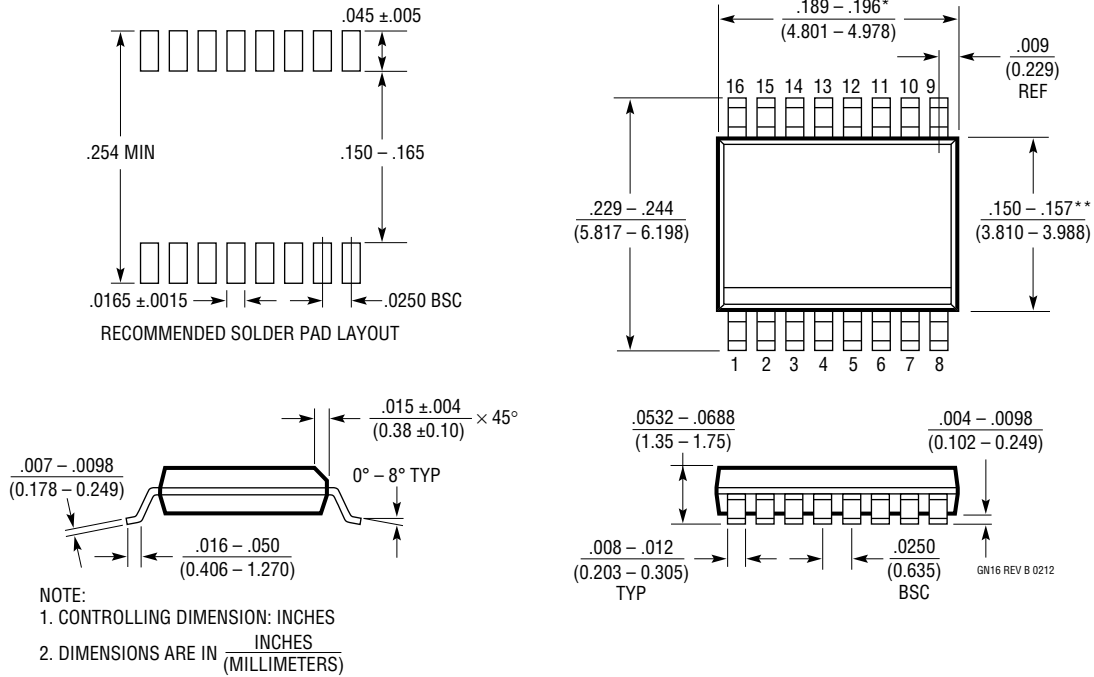 .045 ±.005
.254 MIN
.150 – .165
.0165 ±.0015
.0250 BSC
RECOMMENDED SOLDER PAD LAYOUT
.189 – .196*
(4.801 – 4.978)
.009
(0.229)
REF
16 15 14 13 12 11 10 9
.229 – .244
(5.817 – 6.198)
.150 – .157**
(3.810 – 3.988)
1 2 3 4 5 6 7 8
.015 ±.004
(0.38 ±0.10)
× 45°
.007 – .0098
(0.178 – 0.249)
0° – 8° TYP
.016 – .050
(0.406 – 1.270)
.0532 – .0688
(1.35 – 1.75)
.004 – .0098
(0.102 – 0.249)
.008 – .012
(0.203 – 0.305)
TYP
.0250
(0.635)
BSC
GN16 REV B 0212
NOTE:
1. CONTROLLING DIMENSION: INCHES
2. DIMENSIONS ARE IN INCHES
(MILLIMETERS)